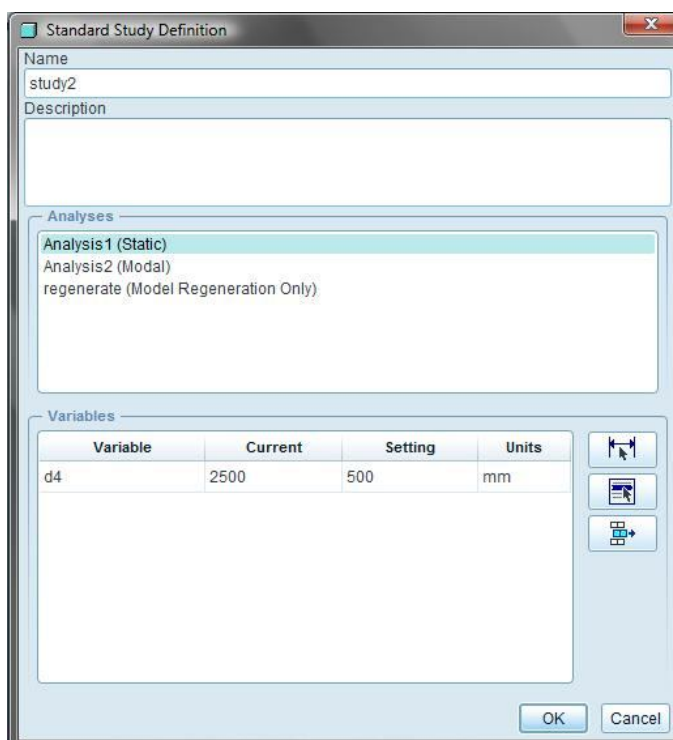 Standard Study Definition
Name
study2
Description
Analyses
Analysis1 (Static)
Analysis2 (Modal)
regenerate (Model Regeneration Only)
Variables
Variable Current Setting Units
d4 2500 500 mm
OK Cancel